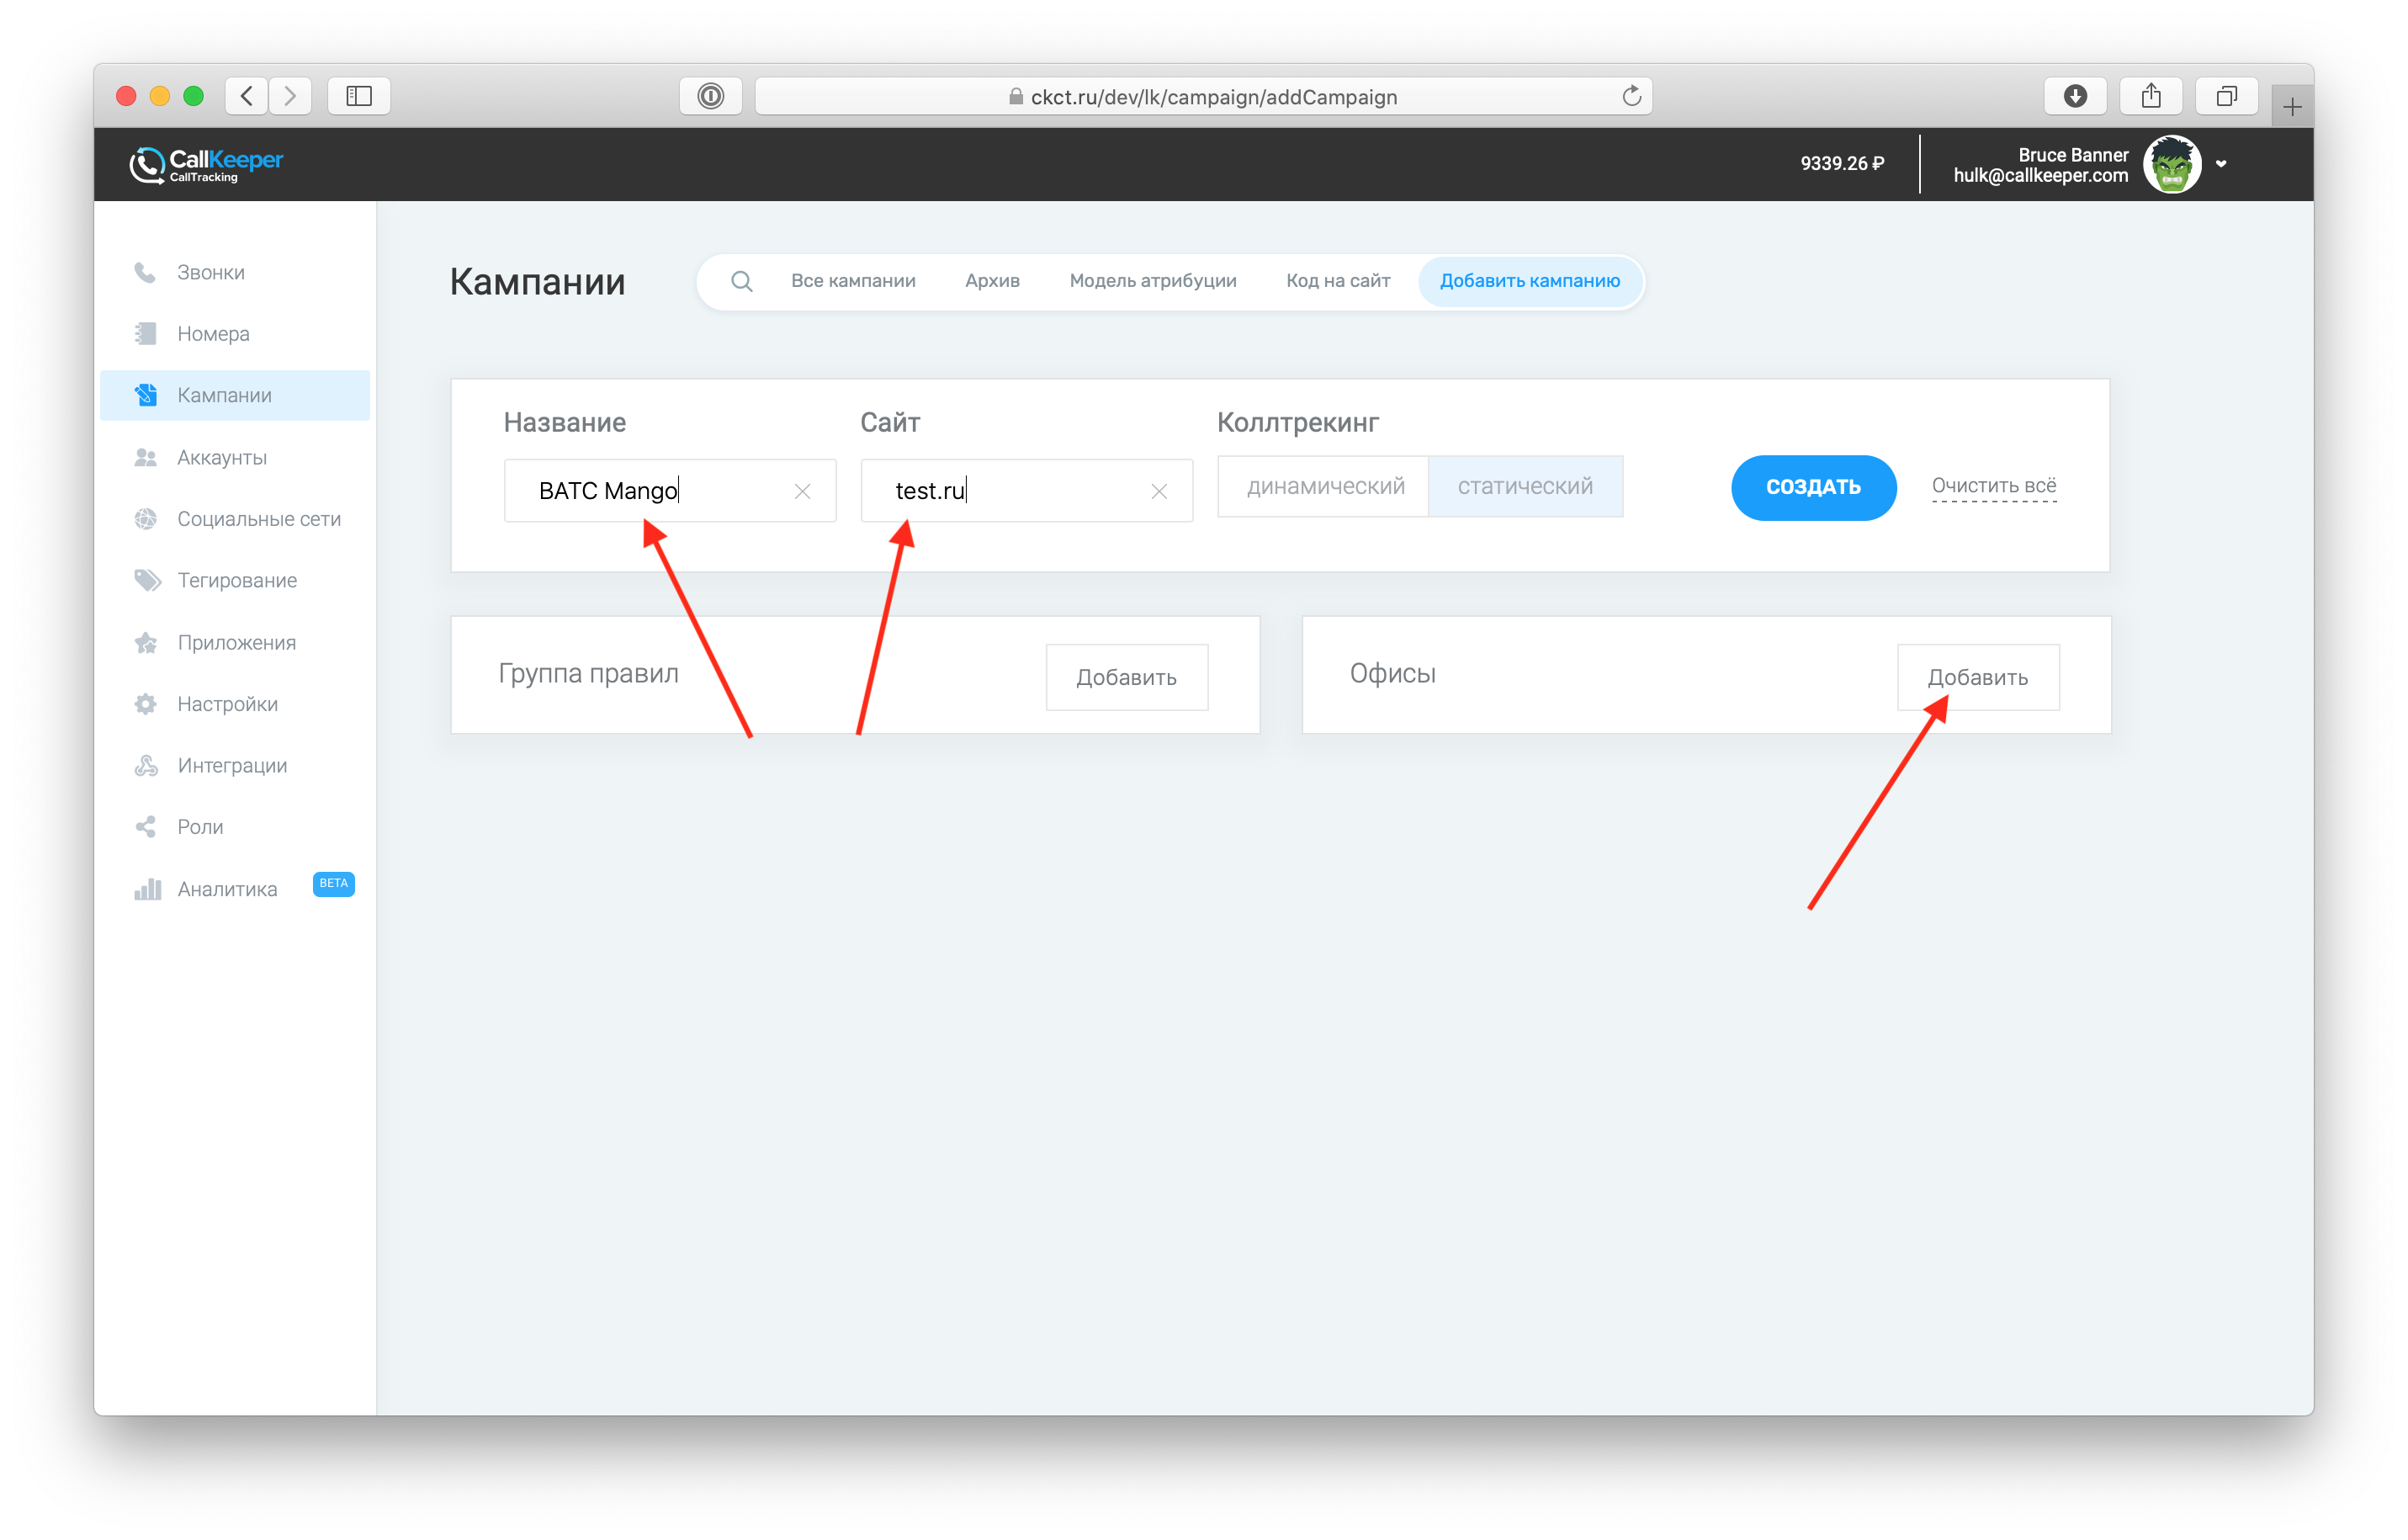 ckct.ru/dev/lk/campaign/addCampaign
CallKeeper
CallTracking
9339.26 ₽
Bruce Banner
hulk@callkeeper.com
Звонки
Номера
Кампании
Аккаунты
Социальные сети
Тегирование
Приложения
Настройки
Интеграции
Роли
Аналитика BETA
Кампании
Все кампании Архив Модель атрибуции Код на сайт Добавить кампанию
Название Сайт Коллтрекинг
ВАТС Mango test.ru динамический статический СОЗДАТЬ Очистить всё
Группа правил Добавить Офисы Добавить